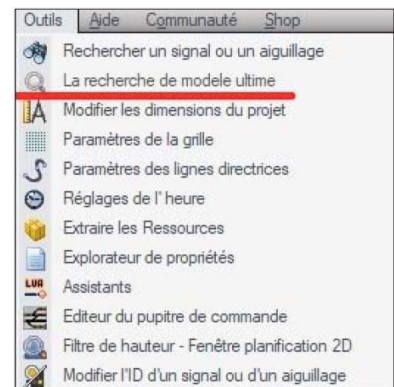 Outils Aide Communauté Shop
Rechercher un signal ou un aiguillage
La recherche de modele ultime
Modifier les dimensions du projet
Paramètres de la grille
Paramètres des lignes directrices
Réglages de l'heure
Extraire les Ressources
Explorateur de propriétés
LUA Assistants
Editeur du pupitre de commande
Filtre de hauteur - Fenêtre planification 2D
Modifier l'ID d'un signal ou d'un aiguillage